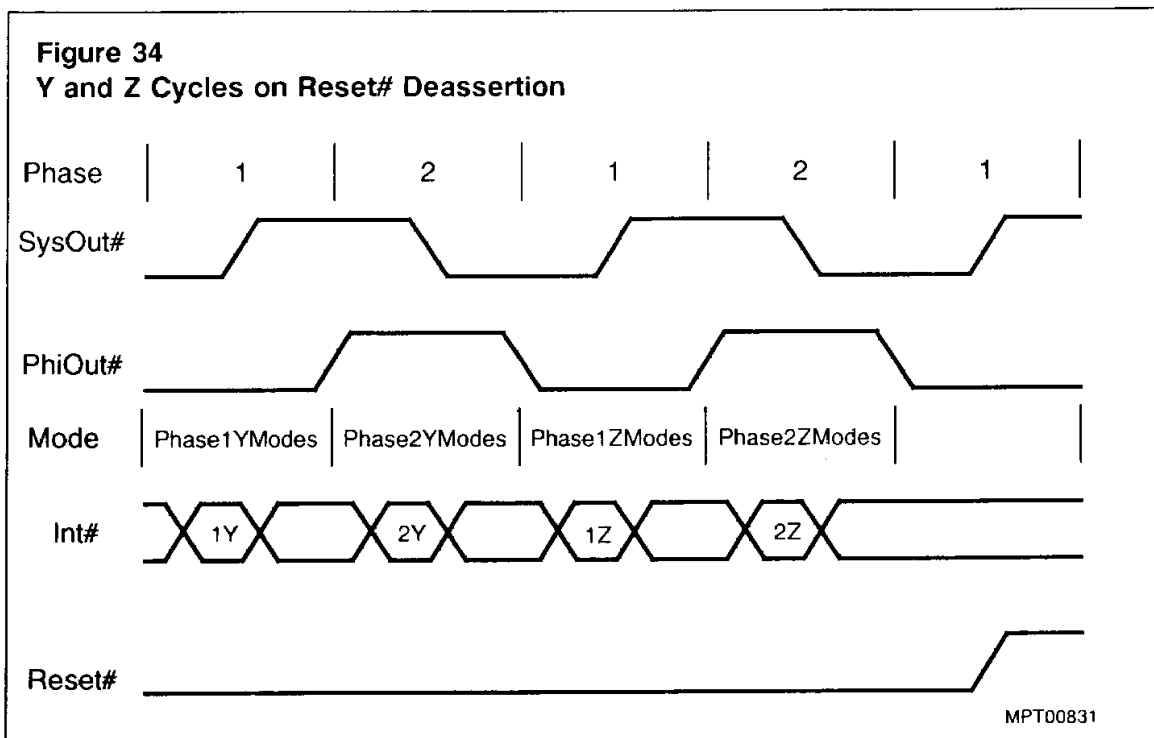 Figure 34
Y and Z Cycles on Reset# Deassertion
Phase 1 2 1 2 1
SysOut#
PhiOut#
Mode Phase1YModes Phase2YModes Phase1ZModes Phase2ZModes
Int# 1Y 2Y 1Z 2Z
Reset#
MPT00831